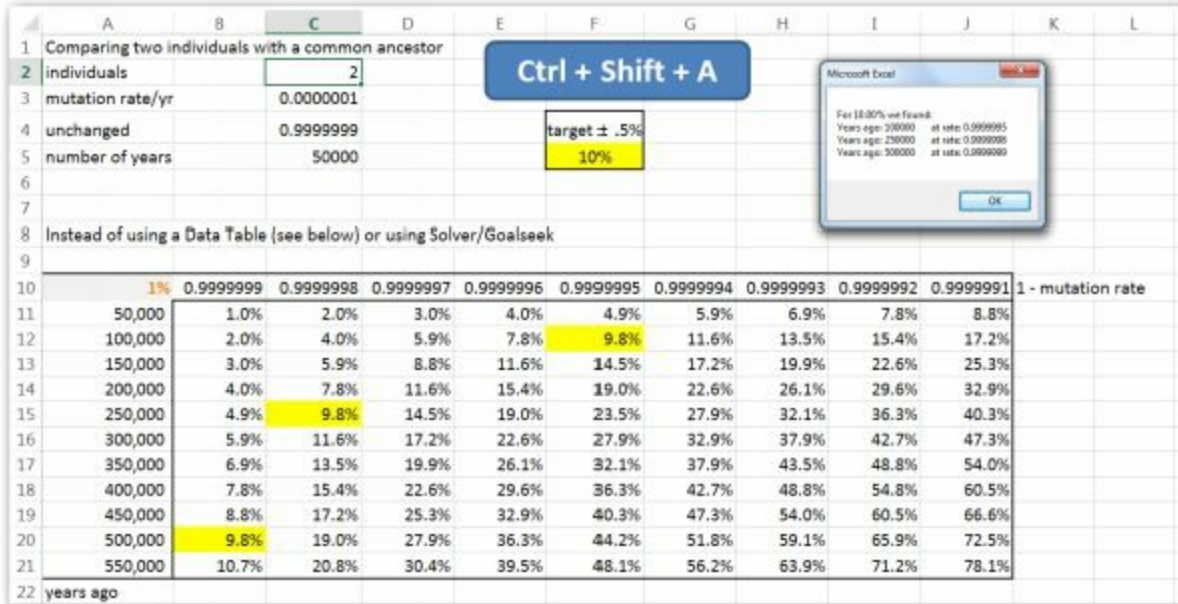 A B C D E F G H I J K L
1 Comparing two individuals with a common ancestor
2 individuals 2
Ctrl + Shift + A
3 mutation rate/yr 0.0000001
4 unchanged 0.9999999 target ± .5%
5 number of years 50000 10%
Microsoft Excel
For 10.00% we found:
Years ago: 100000 at rate: 0.9999995
Years ago: 250000 at rate: 0.9999998
Years ago: 500000 at rate: 0.9999999
OK
6
7
8 Instead of using a Data Table (see below) or using Solver/Goalseek
9
10 1% 0.9999999 0.9999998 0.9999997 0.9999996 0.9999995 0.9999994 0.9999993 0.9999992 0.9999991 1 - mutation rate
11 50,000 1.0% 2.0% 3.0% 4.0% 4.9% 5.9% 6.9% 7.8% 8.8%
12 100,000 2.0% 4.0% 5.9% 7.8% 9.8% 11.6% 13.5% 15.4% 17.2%
13 150,000 3.0% 5.9% 8.8% 11.6% 14.5% 17.2% 19.9% 22.6% 25.3%
14 200,000 4.0% 7.8% 11.6% 15.4% 19.0% 22.6% 26.1% 29.6% 32.9%
15 250,000 4.9% 9.8% 14.5% 19.0% 23.5% 27.9% 32.1% 36.3% 40.3%
16 300,000 5.9% 11.6% 17.2% 22.6% 27.9% 32.9% 37.9% 42.7% 47.3%
17 350,000 6.9% 13.5% 19.9% 26.1% 32.1% 37.9% 43.5% 48.8% 54.0%
18 400,000 7.8% 15.4% 22.6% 29.6% 36.3% 42.7% 48.8% 54.8% 60.5%
19 450,000 8.8% 17.2% 25.3% 32.9% 40.3% 47.3% 54.0% 60.5% 66.6%
20 500,000 9.8% 19.0% 27.9% 36.3% 44.2% 51.8% 59.1% 65.9% 72.5%
21 550,000 10.7% 20.8% 30.4% 39.5% 48.1% 56.2% 63.9% 71.2% 78.1%
22 years ago